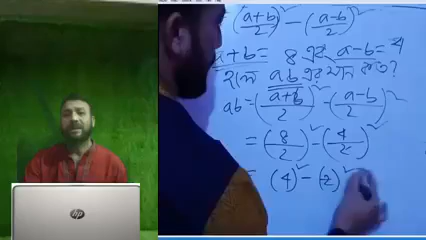 (a+b/2)² - (a-b/2)²
a+b = 8 এবং a-b = 4
হলে ab এর মান কত?
ab = (a+b/2)² - (a-b/2)²
= (8/2)² - (4/2)²
= (4)² - (2)²
hp